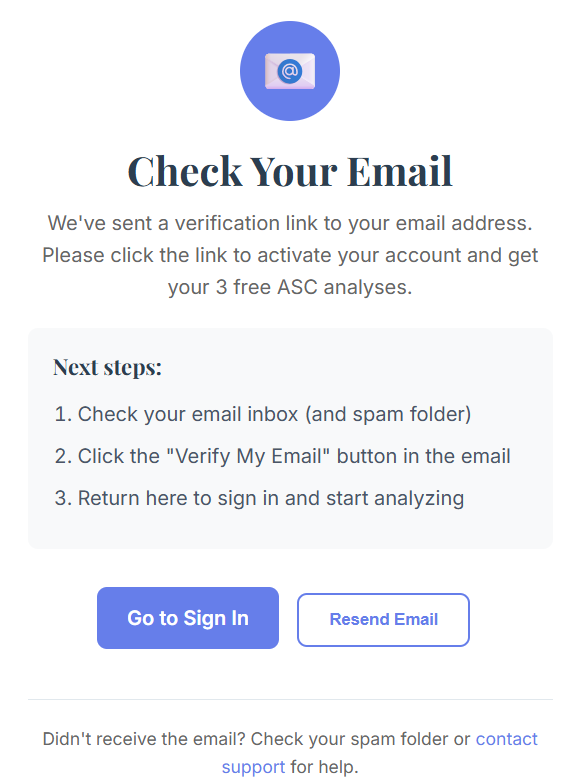 Check Your Email
We've sent a verification link to your email address.
Please click the link to activate your account and get
your 3 free ASC analyses.
Next steps:
1. Check your email inbox (and spam folder)
2. Click the "Verify My Email" button in the email
3. Return here to sign in and start analyzing
Go to Sign In
Resend Email
Didn't receive the email? Check your spam folder or contact
support for help.